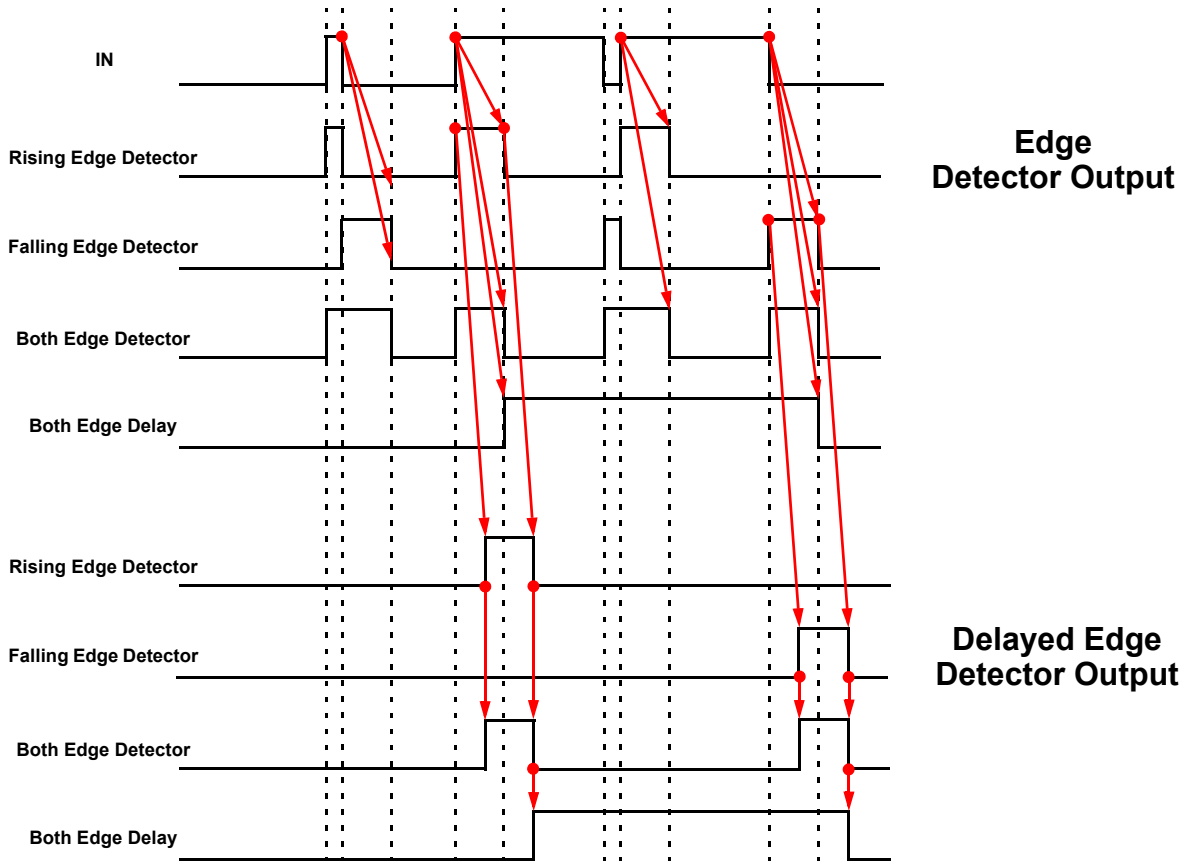 IN
Rising Edge Detector
Falling Edge Detector
Both Edge Detector
Both Edge Delay
Edge
Detector Output
Rising Edge Detector
Falling Edge Detector
Both Edge Detector
Both Edge Delay
Delayed Edge
Detector Output